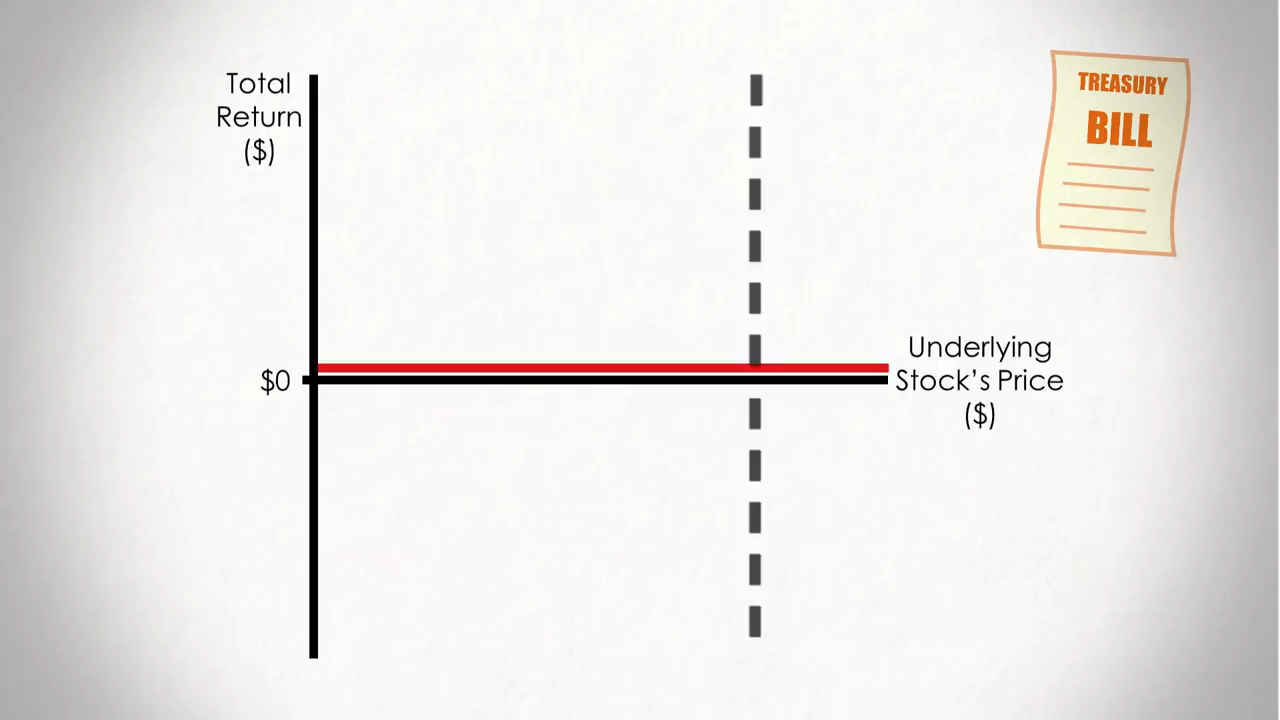 Total
Return
($)
TREASURY
BILL
$0
Underlying
Stock’s Price
($)